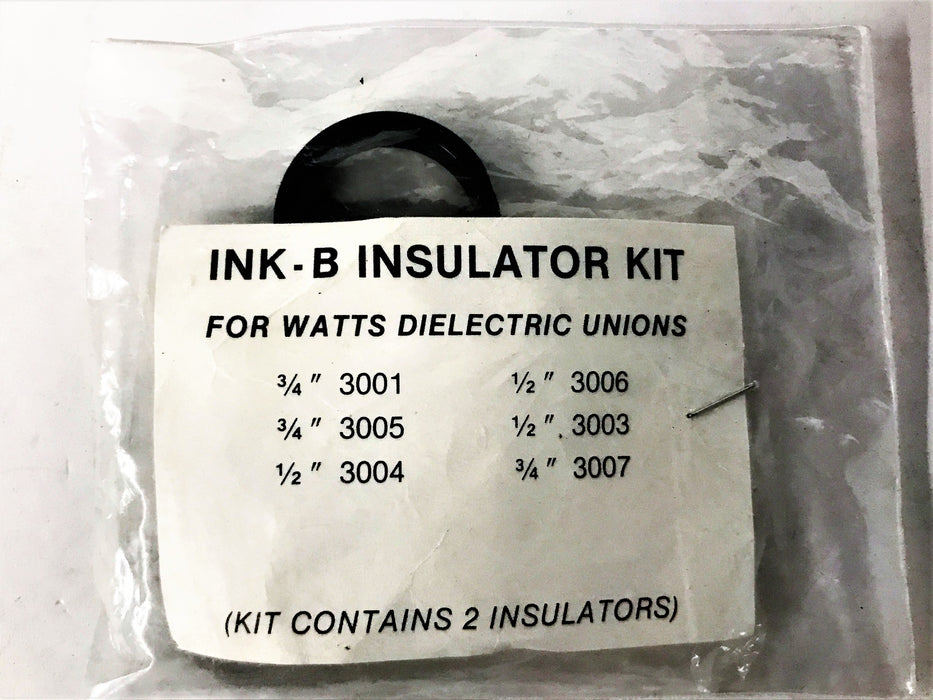 INK-B INSULATOR KIT
FOR WATTS DIELECTRIC UNIONS
¾" 3001 ½" 3006
¾" 3005 ½" 3003
½" 3004 ¾" 3007
(KIT CONTAINS 2 INSULATORS)